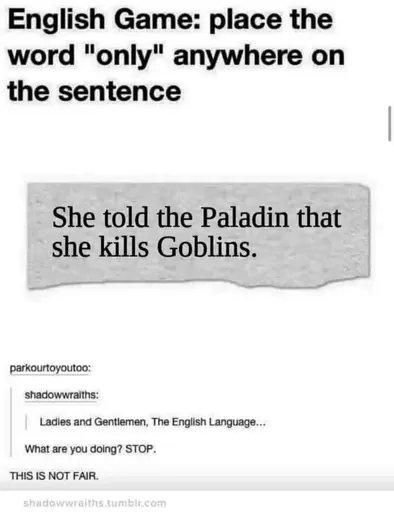 English Game: place the
word "only" anywhere on
the sentence
She told the Paladin that
she kills Goblins.
parkourtoyoutoo:
shadowwraiths:
Ladies and Gentlemen, The English Language...
What are you doing? STOP.
THIS IS NOT FAIR.
shadowwraiths.tumblr.com